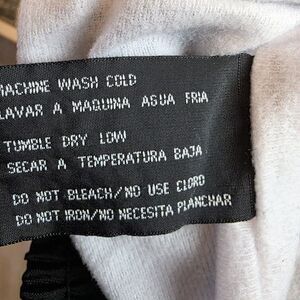 MACHINE WASH COLD
LAVAR A MAQUINA AGUA FRIA
TUMBLE DRY LOW
SECAR A TEMPERATURA BAJA
DO NOT BLEACH/NO USE CLORO
DO NOT IRON/NO NECESITA PLANCHAR